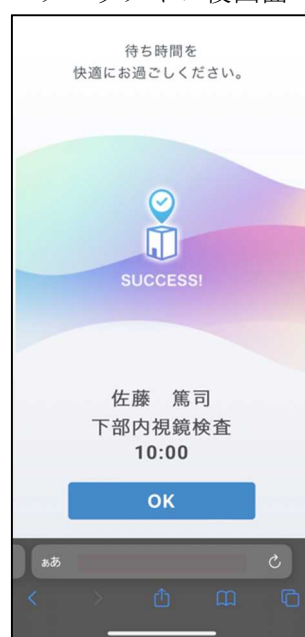 待ち時間を
快適にお過ごしください。
SUCCESS!
佐藤 篤司
下部内視鏡検査
10:00
OK
ぁあ